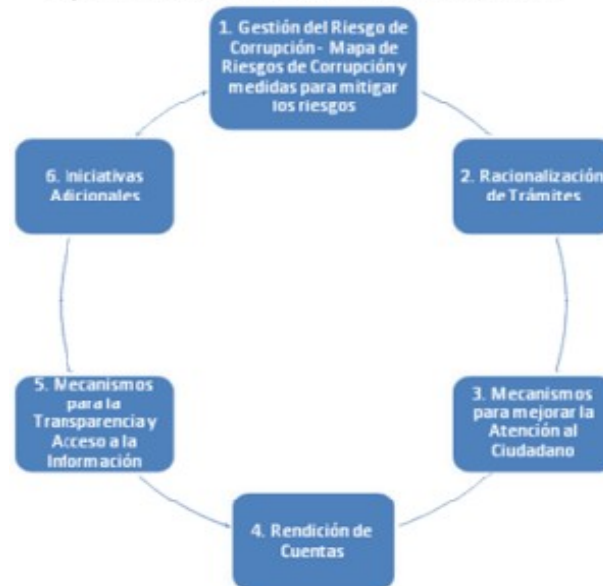 1. Gestión del Riesgo de
Corrupción - Mapa de
Riesgos de Corrupción y
medidas para mitigar
los riesgos
2. Racionalización
de Trámites
3. Mecanismos
para mejorar la
Atención al
Ciudadano
4. Rendición de
Cuentas
5. Mecanismos
para la
Transparencia y
Acceso a la
Información
6. Iniciativas
Adicionales